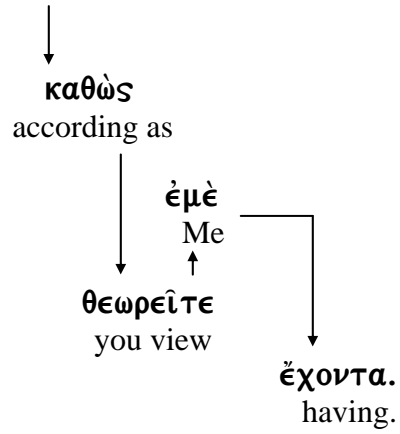 καθὼς
according as
ἐμὲ
Me
θεωρεῖτε
you view
ἔχοντα.
having.